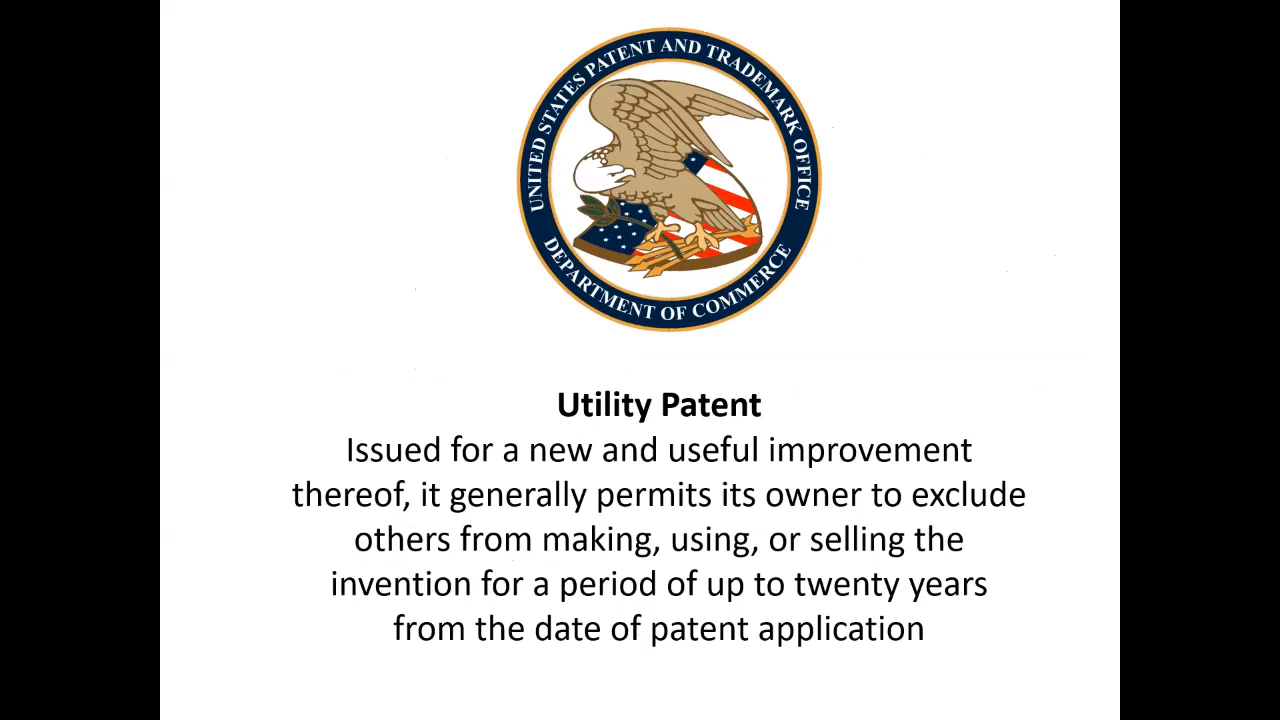 UNITED STATES PATENT AND TRADEMARK OFFICE
DEPARTMENT OF COMMERCE
Utility Patent
Issued for a new and useful improvement
thereof, it generally permits its owner to exclude
others from making, using, or selling the
invention for a period of up to twenty years
from the date of patent application